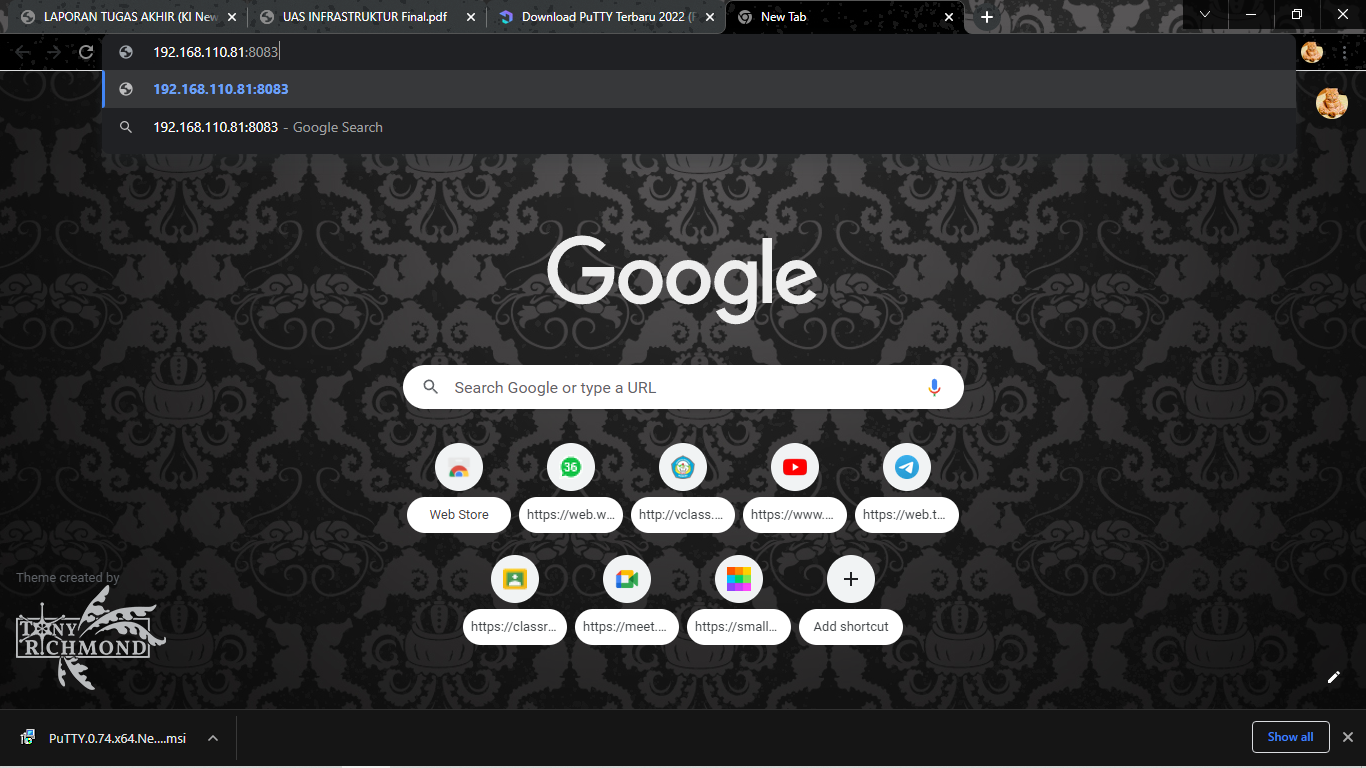 LAPORAN TUGAS AKHIR (KI New
UAS INFRASTRUKTUR Final.pdf
Download PuTTY Terbaru 2022 (F
New Tab
192.168.110.81:8083
192.168.110.81:8083
192.168.110.81:8083 - Google Search
Google
Search Google or type a URL
36
Web Store
https://web.w...
http://vclass....
https://www....
https://web.t...
https://classr...
https://meet....
https://small...
Add shortcut
Theme created by
TONY
RICHMOND
PuTTY.0.74.x64.Ne....msi
Show all